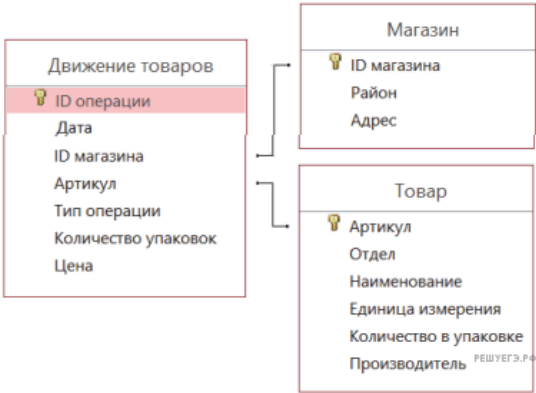 Движение товаров
ID операции
Дата
ID магазина
Артикул
Тип операции
Количество упаковок
Цена
Магазин
ID магазина
Район
Адрес
Товар
Артикул
Отдел
Наименование
Единица измерения
Количество в упаковке
Производитель
РЕШУЕГЭ.РФ